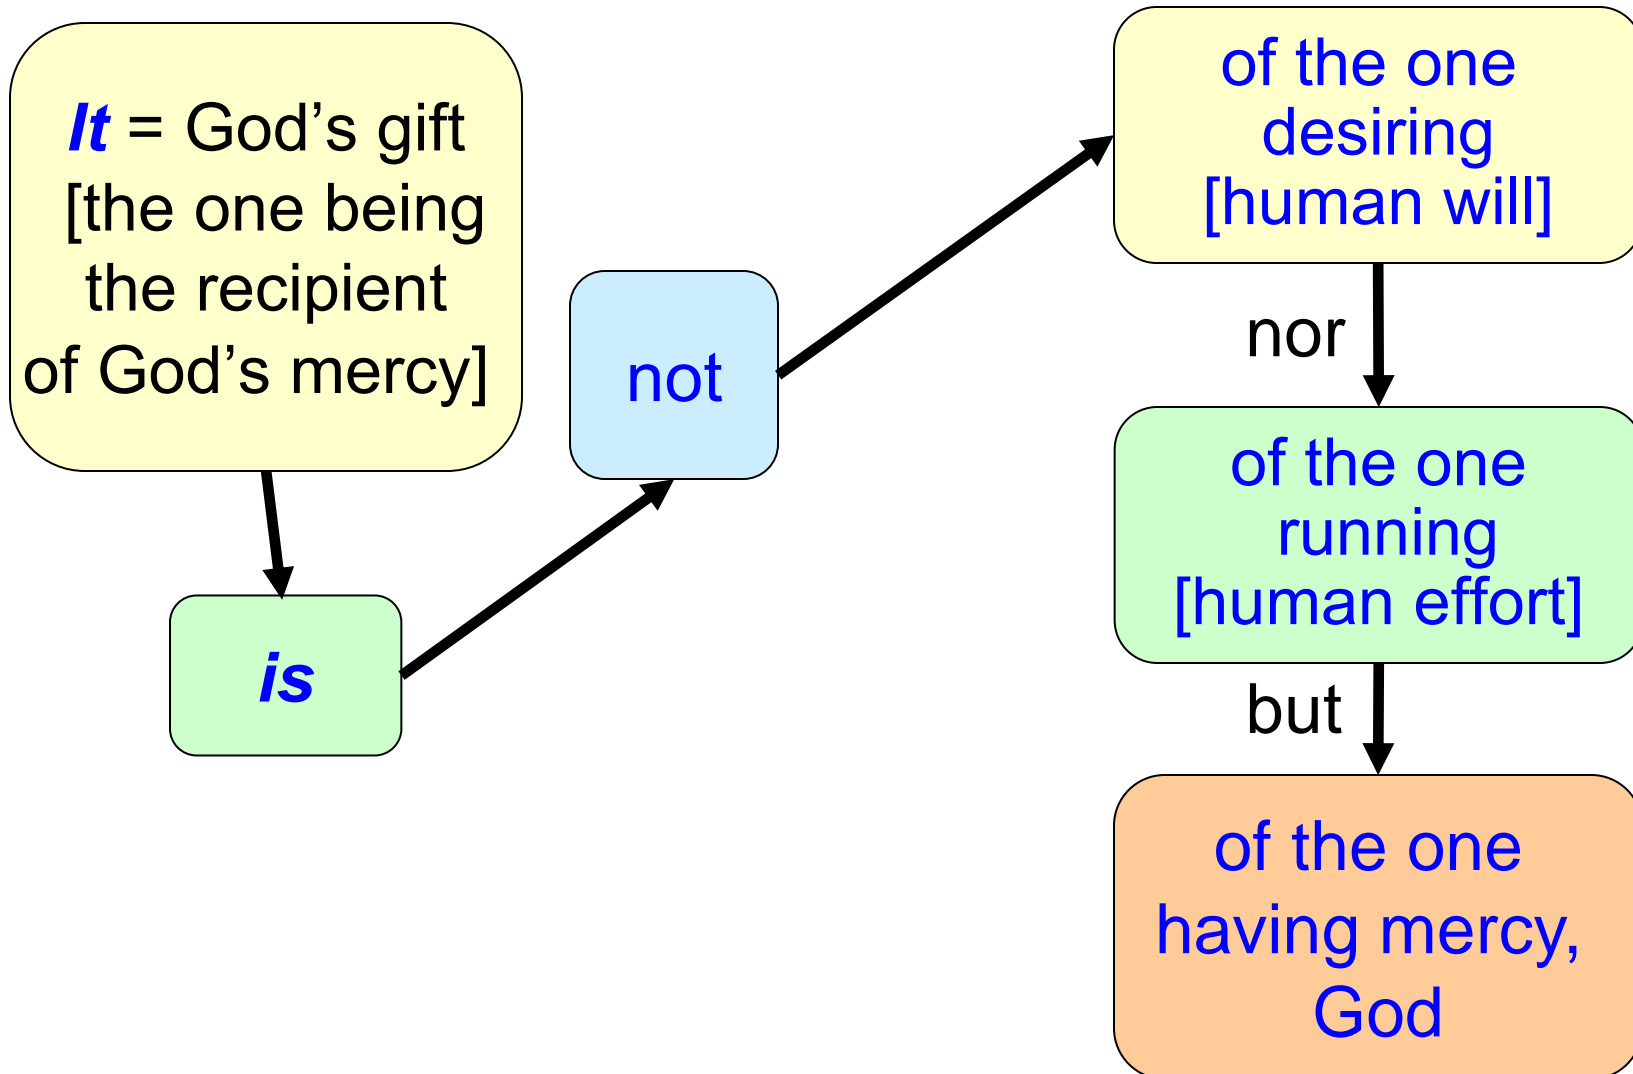 It = God’s gift
[the one being
the recipient
of God’s mercy]
is
not
of the one
desiring
[human will]
nor
of the one
running
[human effort]
but
of the one
having mercy,
God